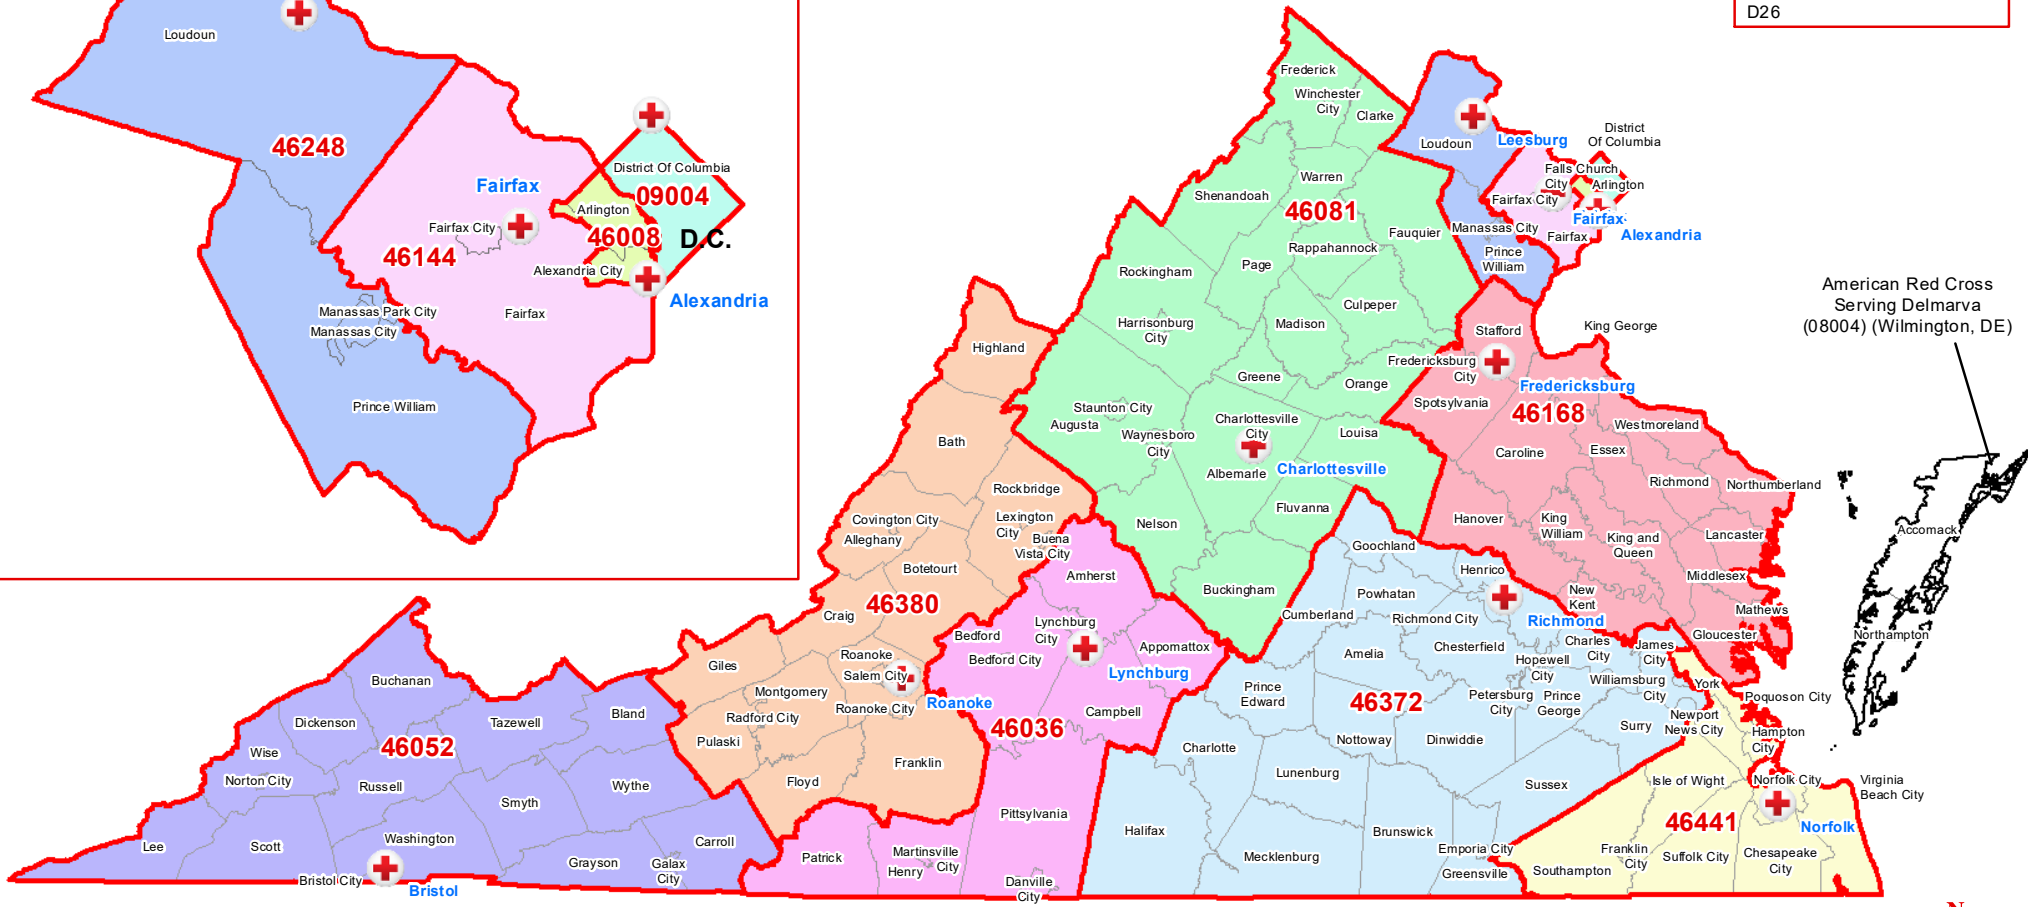 D26
Loudoun
46248
Fairfax
District Of Columbia
09004
Arlington
Fairfax City
46008
D.C.
46144
Alexandria City
Alexandria
Manassas Park City
Manassas City
Fairfax
Prince William
Frederick
Winchester
City
Clarke
Loudoun
Leesburg
District
Of Columbia
Falls Church
City
Arlington
Fairfax City
Fairfax
Alexandria
Fairfax
Manassas City
Prince
William
Warren
Shenandoah
46081
Fauquier
Rappahannock
Page
Rockingham
Culpeper
Madison
Harrisonburg
City
Greene
Orange
Staunton City
Augusta
Waynesboro
City
Charlottesville
City
Louisa
Albemarle
Charlottesville
Fluvanna
Nelson
Buckingham
American Red Cross
Serving Delmarva
(08004) (Wilmington, DE)
Accomack
Northampton
Stafford
King George
Fredericksburg
City
Fredericksburg
Spotsylvania
46168
Westmoreland
Caroline
Essex
Richmond
Northumberland
Hanover
King
William
King and
Queen
Lancaster
Middlesex
New
Kent
Mathews
Gloucester
Highland
Bath
Rockbridge
Covington City
Alleghany
Lexington
City
Buena
Vista City
Botetourt
46380
Craig
Giles
Roanoke
Salem City
Montgomery
Roanoke City
Roanoke
Radford City
Pulaski
Floyd
Franklin
Amherst
Lynchburg
City
Bedford
Bedford City
Appomattox
Lynchburg
Campbell
46036
Pittsylvania
Patrick
Martinsville
City
Henry
Danville
City
Goochland
Henrico
Powhatan
Cumberland
Richmond City
Richmond
Charles
City
James
City
Amelia
Chesterfield
Hopewell
City
Williamsburg
City
Prince
Edward
46372
Petersburg
City
Prince
George
Surry
Charlotte
Nottoway
Dinwiddie
Lunenburg
Sussex
Halifax
Brunswick
Mecklenburg
Emporia City
Greensville
York
Poquoson City
Newport
News City
Hampton
City
Isle of Wight
Norfolk City
Virginia
Beach City
46441
Norfolk
Franklin
City
Suffolk City
Chesapeake
City
Southampton
Buchanan
Dickenson
Tazewell
Bland
Wise
46052
Norton City
Russell
Smyth
Wythe
Lee
Scott
Washington
Carroll
Grayson
Galax
City
Bristol City
Bristol
N